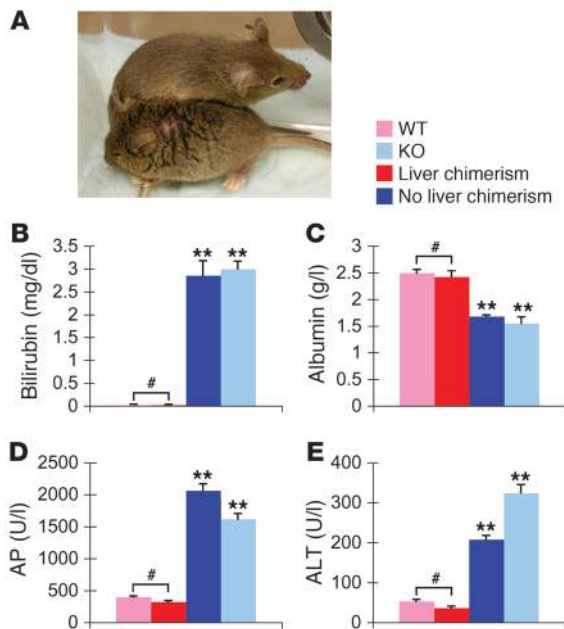 A
WT
KO
Liver chimerism
No liver chimerism
B
Bilirubin (mg/dl)
3.5
3
2.5
2
1.5
1
0.5
0
#
**
**
C
Albumin (g/l)
3
2.5
2
1.5
1
0.5
0
#
**
**
D
AP (U/l)
2500
2000
1500
1000
500
0
#
**
**
E
ALT (U/l)
400
300
200
100
0
#
**
**